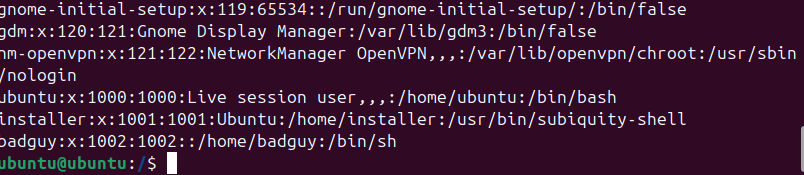 gnome-initial-setup:x:119:65534::/run/gnome-initial-setup/:/bin/false
gdm:x:120:121:Gnome Display Manager:/var/lib/gdm3:/bin/false
nm-openvpn:x:121:122:NetworkManager OpenVPN,,,:/var/lib/openvpn/chroot:/usr/sbin
/nologin
ubuntu:x:1000:1000:Live session user,,,:/home/ubuntu:/bin/bash
installer:x:1001:1001:Ubuntu:/home/installer:/usr/bin/subiquity-shell
badguy:x:1002:1002::/home/badguy:/bin/sh
ubuntu@ubuntu:/$